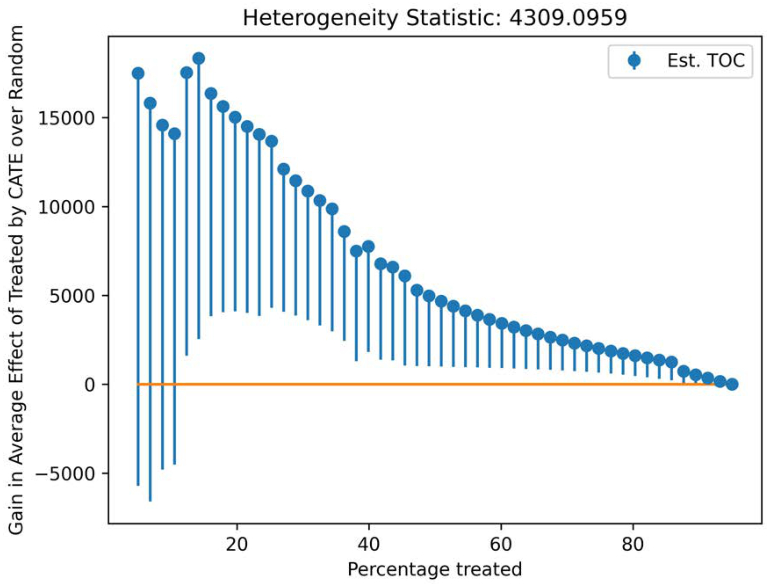 Heterogeneity Statistic: 4309.0959
Est. TOC
Gain in Average Effect of Treated by CATE over Random
15000
10000
5000
0
−5000
20
40
60
80
Percentage treated